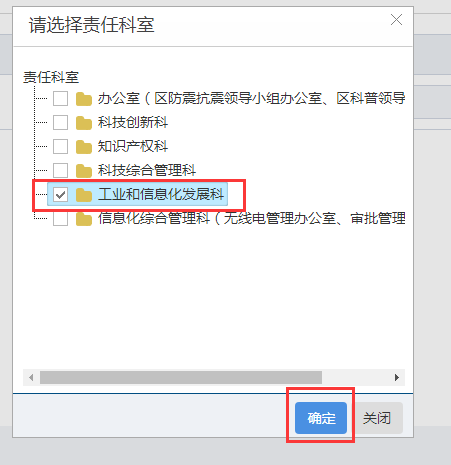 请选择责任科室
责任科室
办公室（区防震抗震领导小组办公室、区科普领导
科技创新科
知识产权科
科技综合管理科
工业和信息化发展科
信息化综合管理科（无线电管理办公室、审批管理
确定 关闭